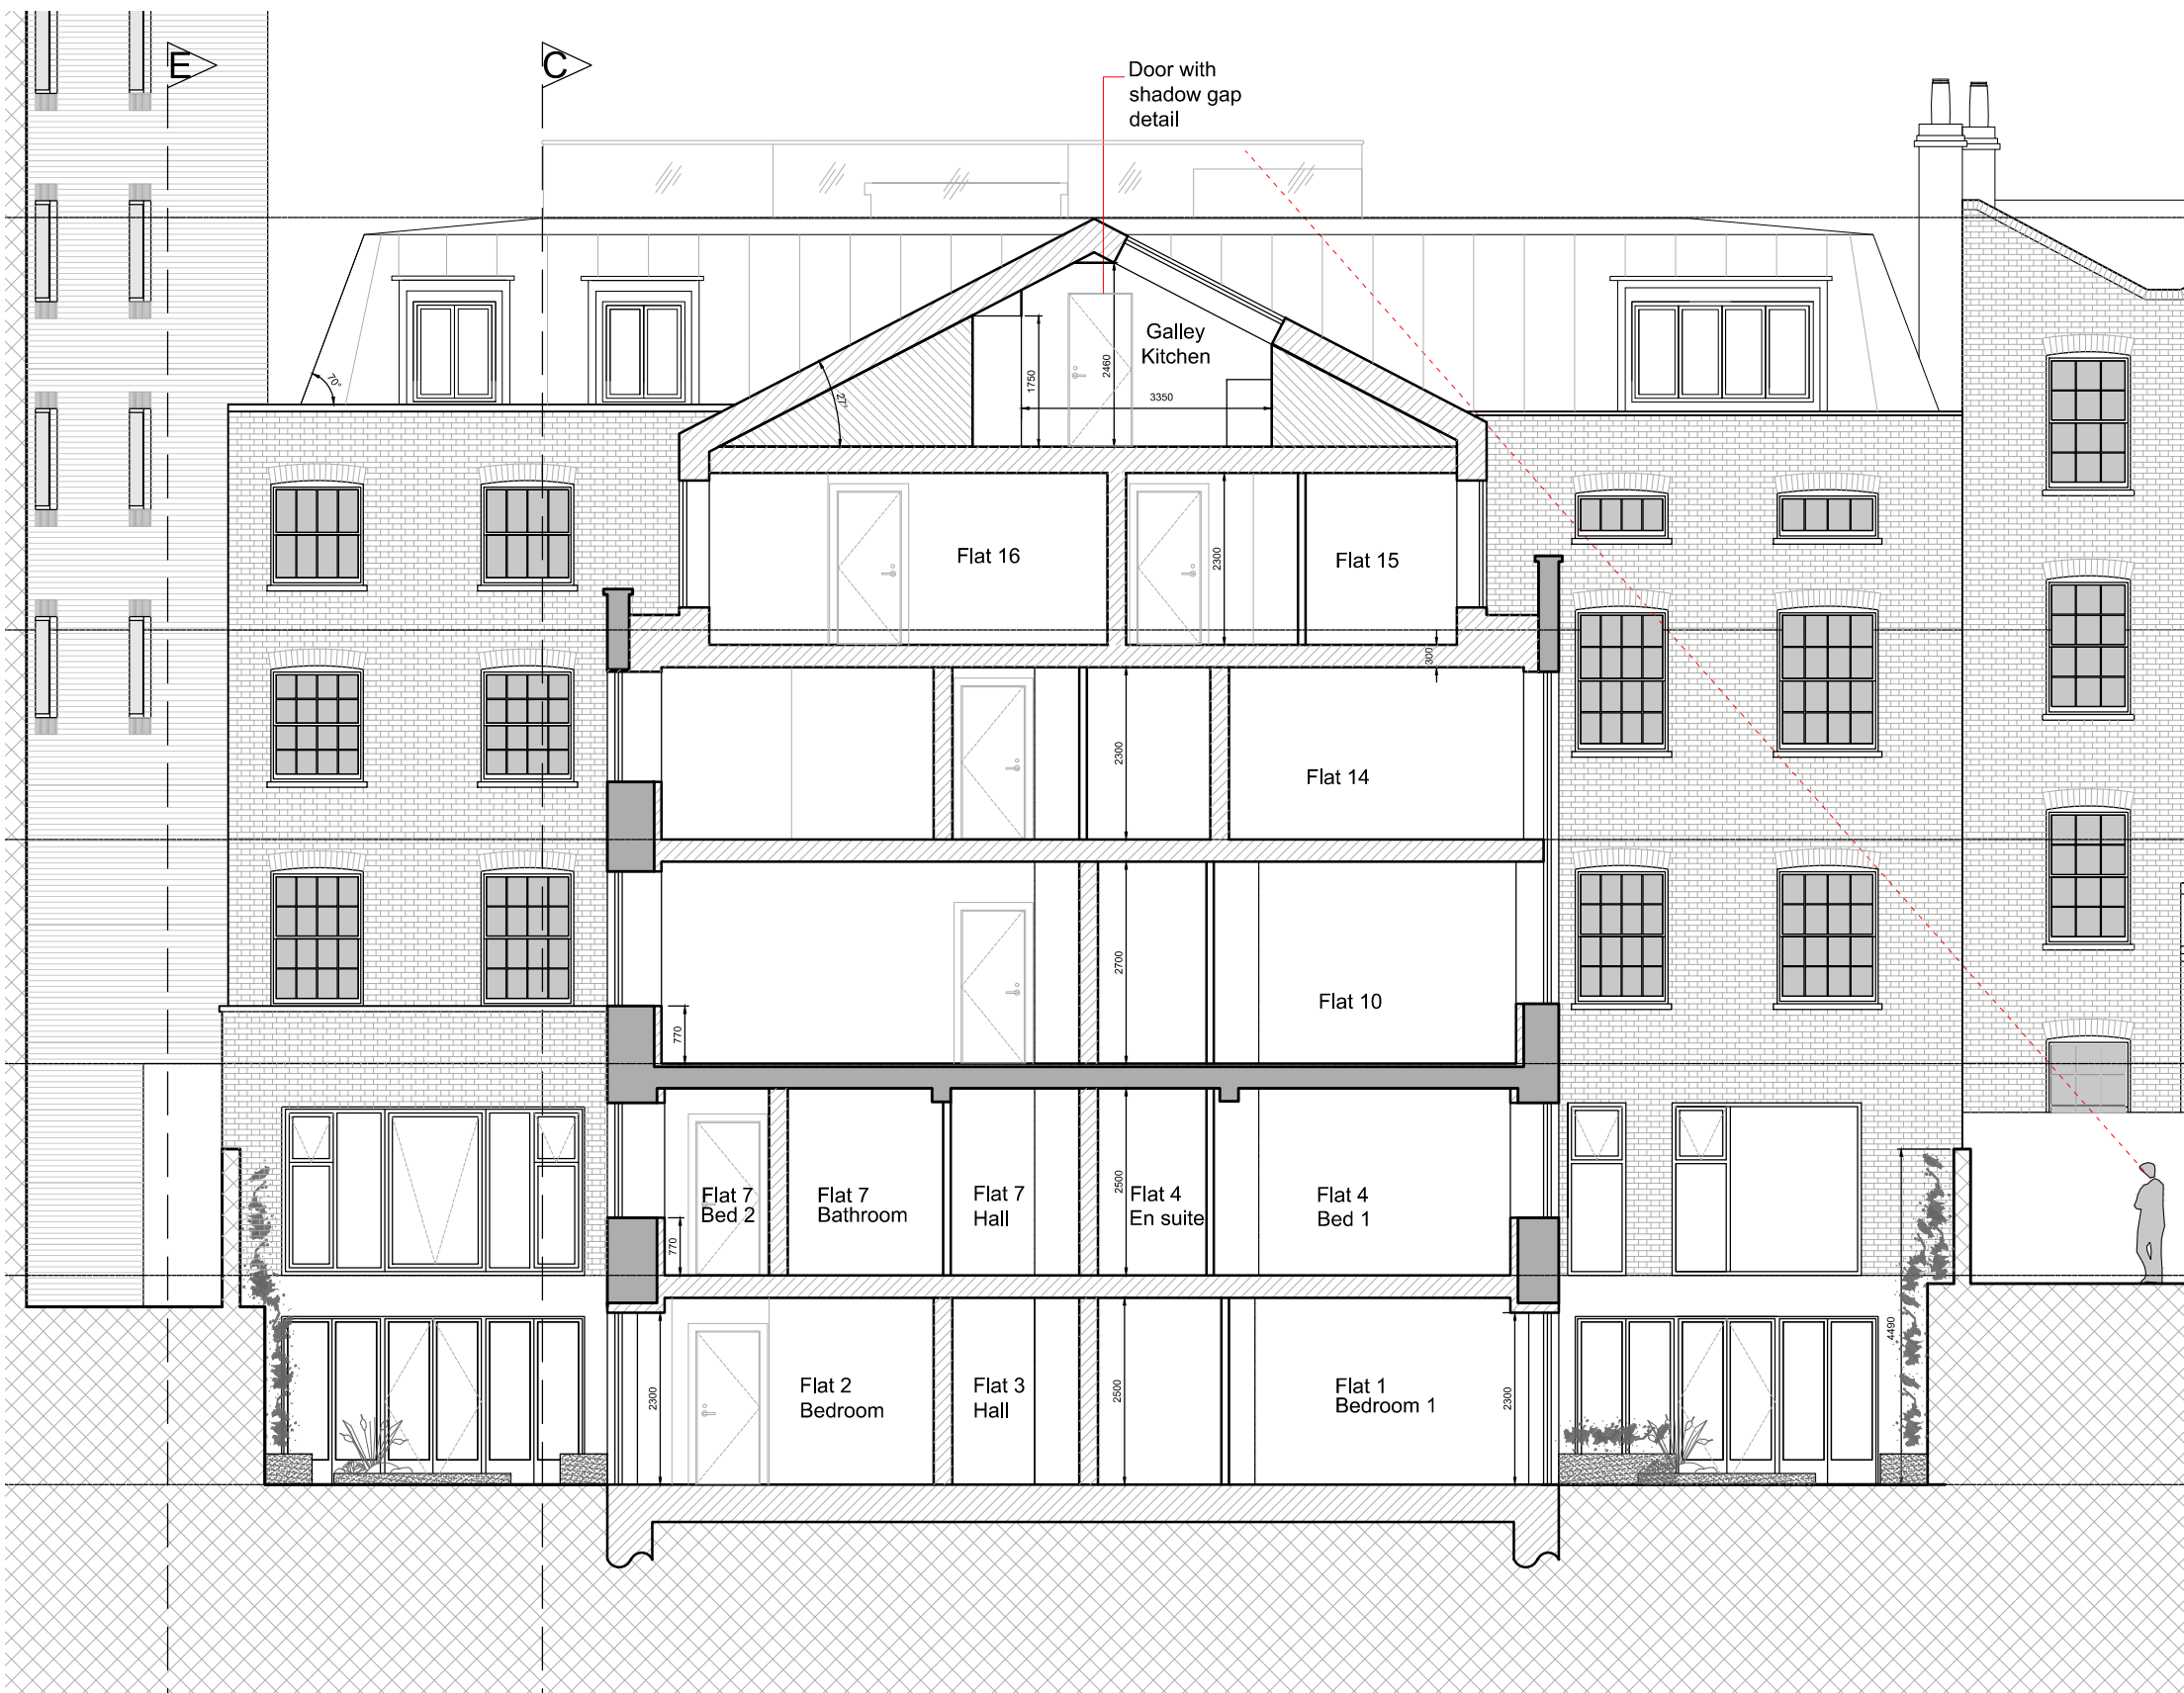 E
C
Door with
shadow gap
detail
Galley
Kitchen
70°
27°
1750
2460
3350
Flat 16
2300
Flat 15
300
2300
Flat 14
2700
Flat 10
770
Flat 7
Bed 2
Flat 7
Bathroom
Flat 7
Hall
2500
Flat 4
En suite
Flat 4
Bed 1
770
4490
2300
Flat 2
Bedroom
Flat 3
Hall
2500
Flat 1
Bedroom 1
2300